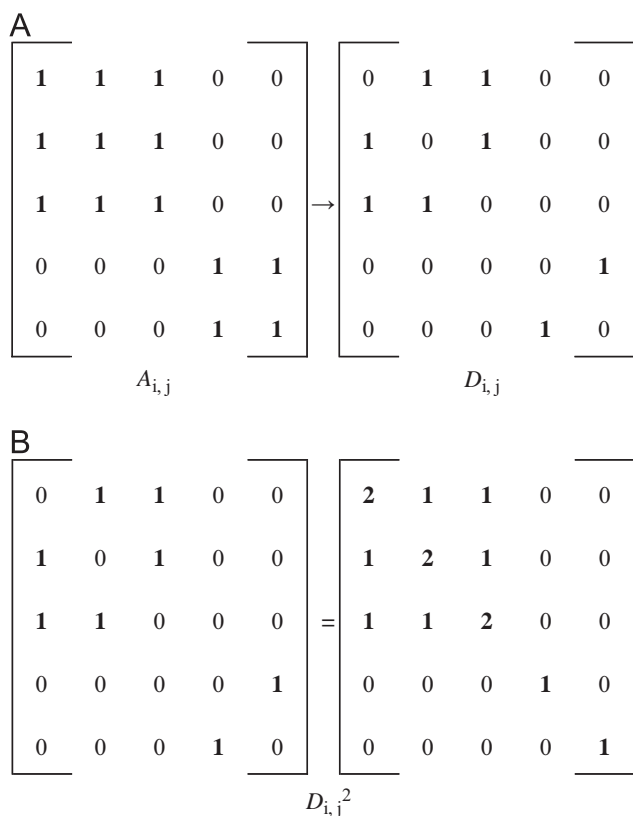 A
1 1 1 0 0 0 1 1 0 0
1 1 1 0 0 1 0 1 0 0
1 1 1 0 0 → 1 1 0 0 0
0 0 0 1 1 0 0 0 0 1
0 0 0 1 1 0 0 0 1 0
A i, j D i, j
B
0 1 1 0 0 2 1 1 0 0
1 0 1 0 0 1 2 1 0 0
1 1 0 0 0 = 1 1 2 0 0
0 0 0 0 1 0 0 0 1 0
0 0 0 1 0 0 0 0 0 1
D i, j ²